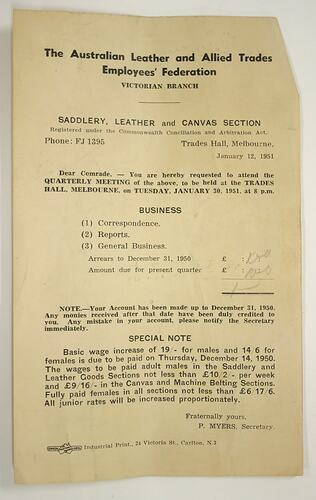 The Australian Leather and Allied Trades
Employees' Federation
VICTORIAN BRANCH
SADDLERY, LEATHER and CANVAS SECTION
Registered under the Commonwealth Conciliation and Arbitration Act.
Phone: FJ 1395 Trades Hall, Melbourne,
January 12, 1951
Dear Comrade, — You are hereby requested to attend the
QUARTERLY MEETING of the above, to be held at the TRADES
HALL, MELBOURNE, on TUESDAY, JANUARY 30, 1951, at 8 p.m.
BUSINESS
(1) Correspondence.
(2) Reports.
(3) General Business.
Arrears to December 31, 1950 £ :
Amount due for present quarter £ :
NOTE.—Your Account has been made up to December 31, 1950.
Any monies received after that date have been duly credited to
you. Any mistake in your account, please notify the Secretary
immediately.
SPECIAL NOTE
Basic wage increase of 19/- for males and 14/6 for
females is due to be paid on Thursday, December 14, 1950.
The wages to be paid adult males in the Saddlery and
Leather Goods Sections not less than £10/2/- per week
and £9/16/- in the Canvas and Machine Belting Sections.
Fully paid females in all sections not less than £6/17/6.
All junior rates will be increased proportionately.
Fraternally yours,
P. MYERS, Secretary.
Industrial Print., 24 Victoria St., Carlton, N.3